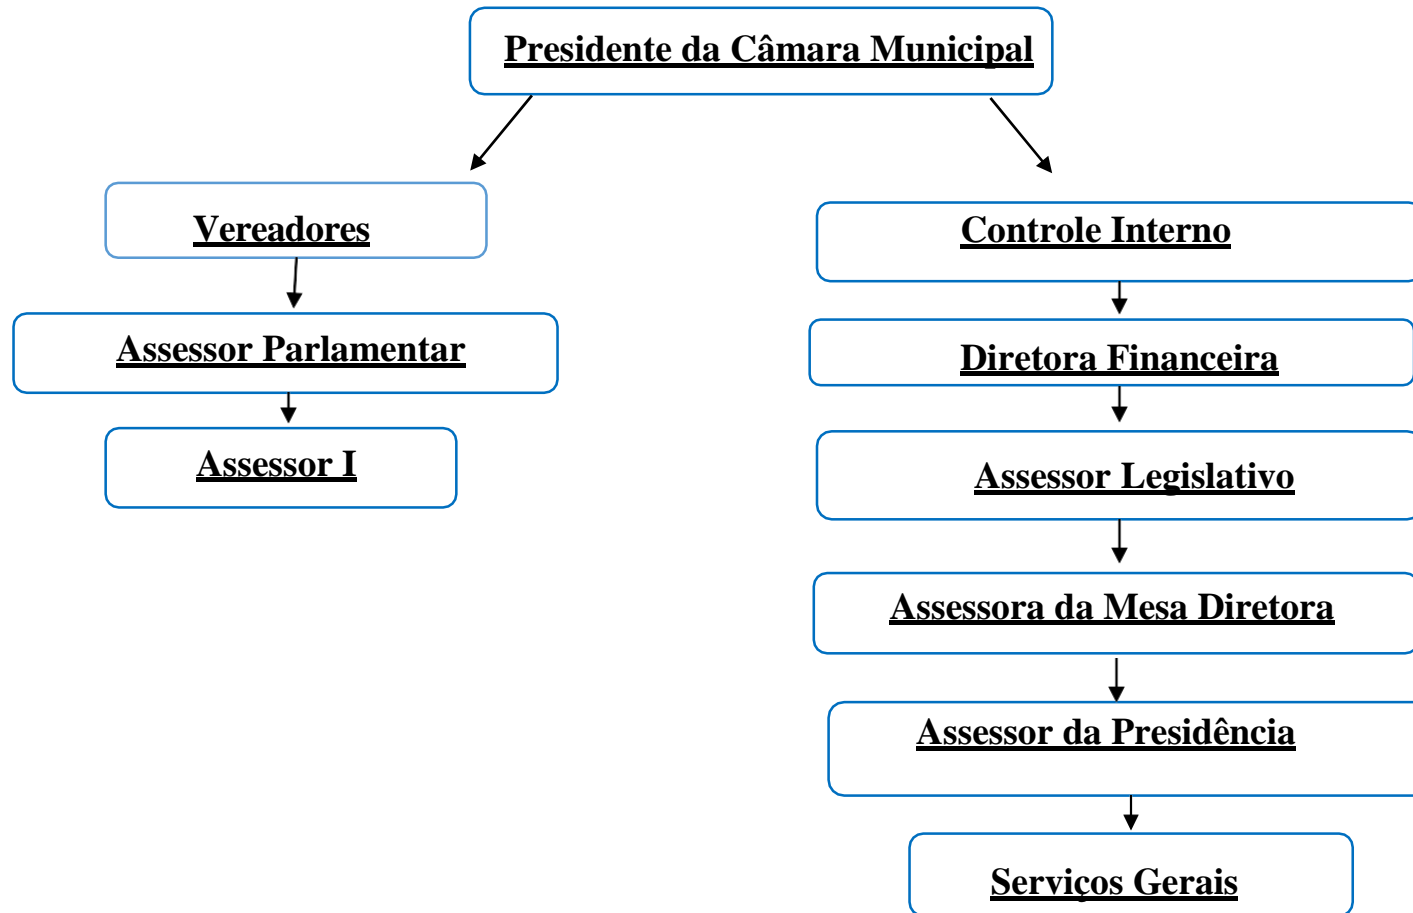 Presidente da Câmara Municipal
Vereadores
Assessor Parlamentar
Assessor I
Controle Interno
Diretora Financeira
Assessor Legislativo
Assessora da Mesa Diretora
Assessor da Presidência
Serviços Gerais